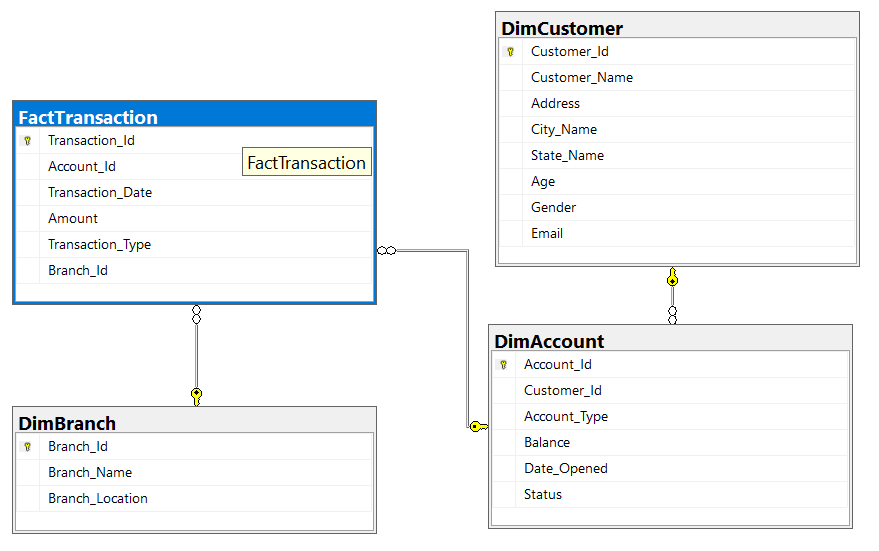 DimCustomer
Customer_Id
Customer_Name
Address
City_Name
State_Name
Age
Gender
Email
FactTransaction
Transaction_Id
FactTransaction
Account_Id
Transaction_Date
Amount
Transaction_Type
Branch_Id
DimAccount
Account_Id
Customer_Id
Account_Type
Balance
Date_Opened
Status
DimBranch
Branch_Id
Branch_Name
Branch_Location